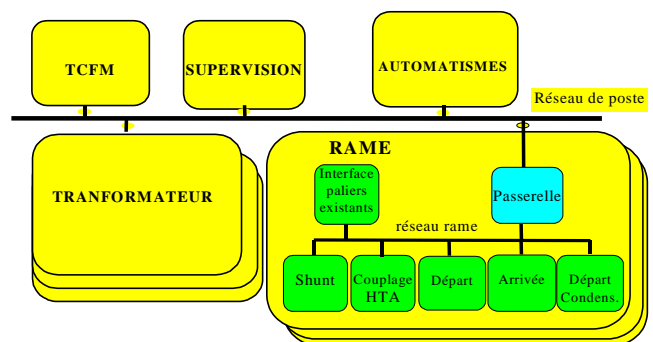 TCFM
SUPERVISION
AUTOMATISMES
Réseau de poste
TRANFORMATEUR
RAME
Interface
paliers
existants
Passerelle
réseau rame
Shunt
Couplage
HTA
Départ
Arrivée
Départ
Condens.